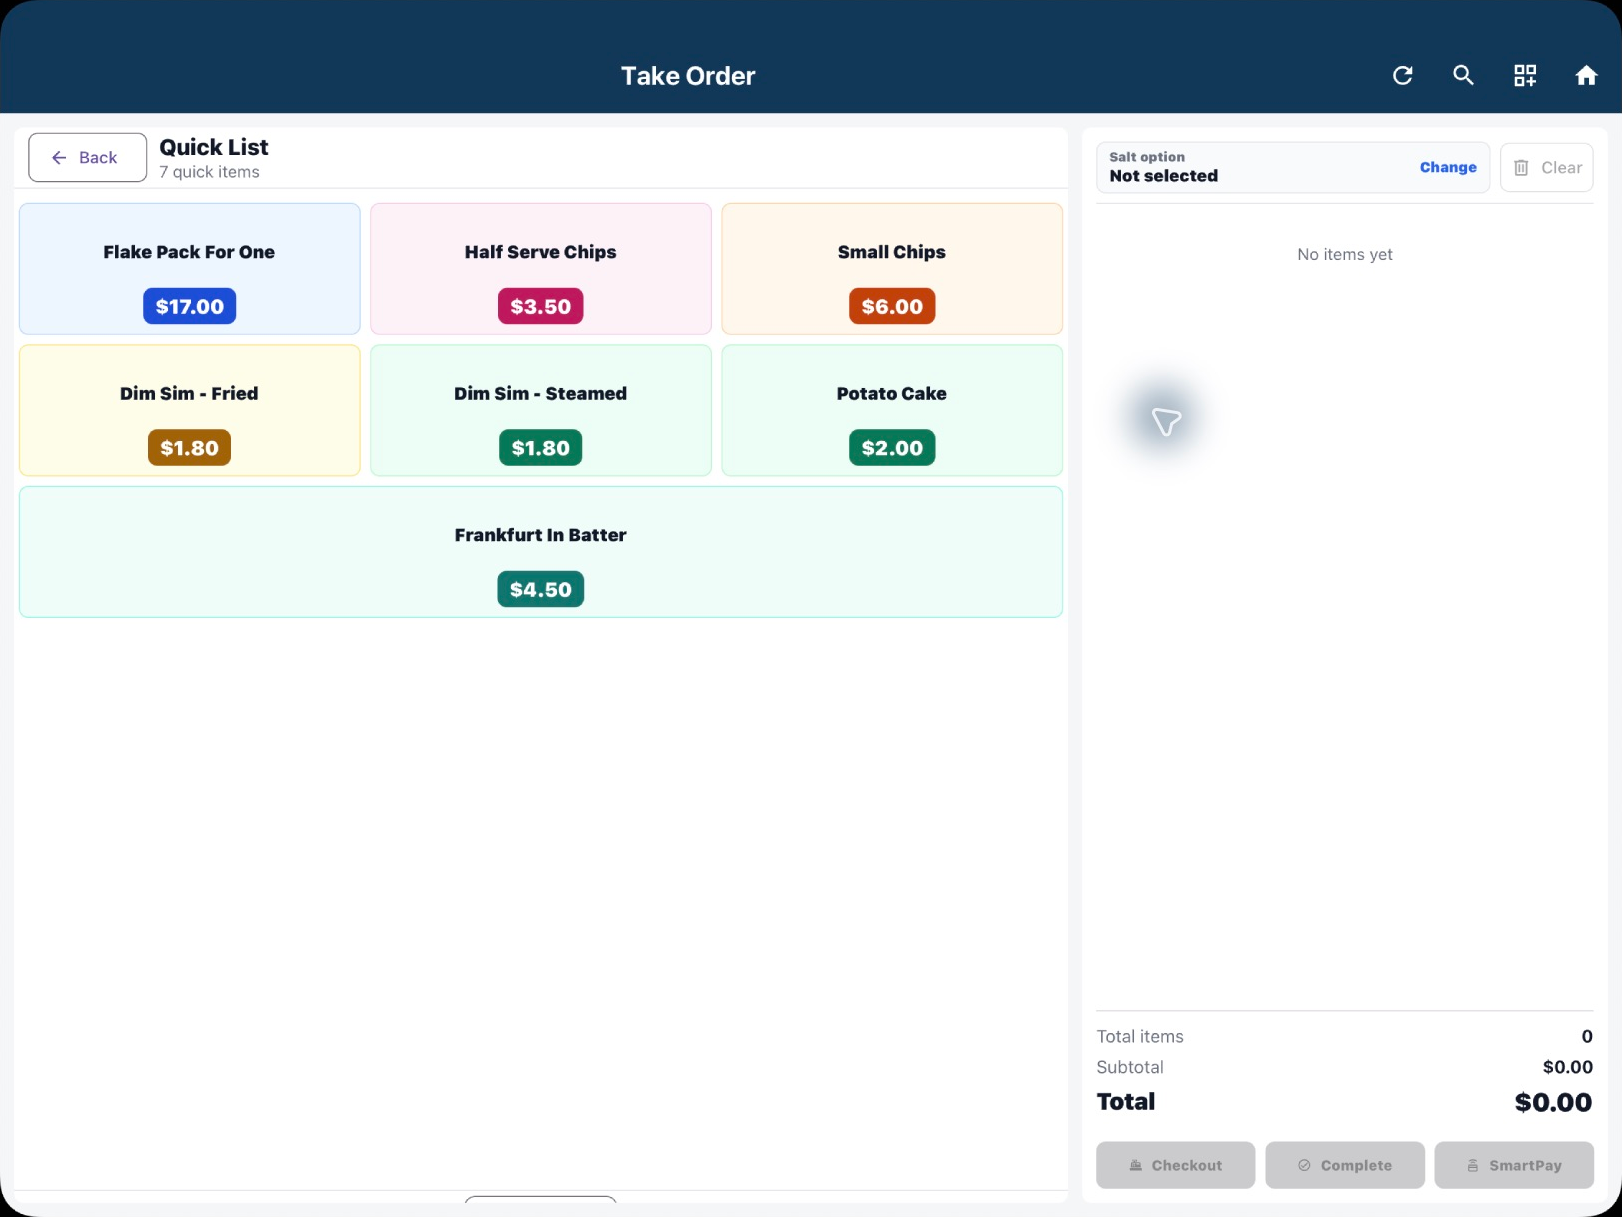 Take Order
Back
Quick List
7 quick items
Flake Pack For One
$17.00
Half Serve Chips
$3.50
Small Chips
$6.00
Dim Sim - Fried
$1.80
Dim Sim - Steamed
$1.80
Potato Cake
$2.00
Frankfurt In Batter
$4.50
Salt option
Not selected
Change
Clear
No items yet
Total items 0
Subtotal $0.00
Total $0.00
Checkout
Complete
SmartPay